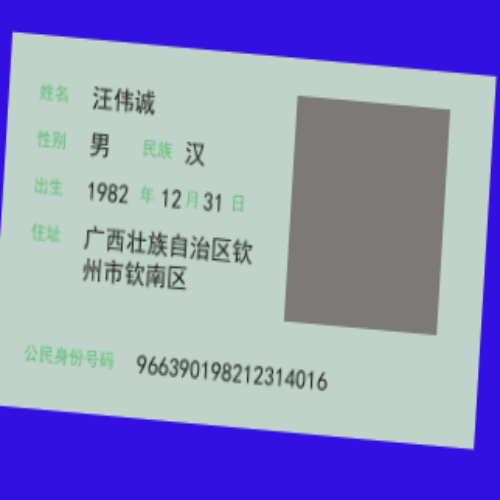 姓名 汪伟诚
性别 男 民族 汉
出生 1982 年 12 月 31 日
住址 广西壮族自治区钦
州市钦南区
公民身份号码 966390198212314016